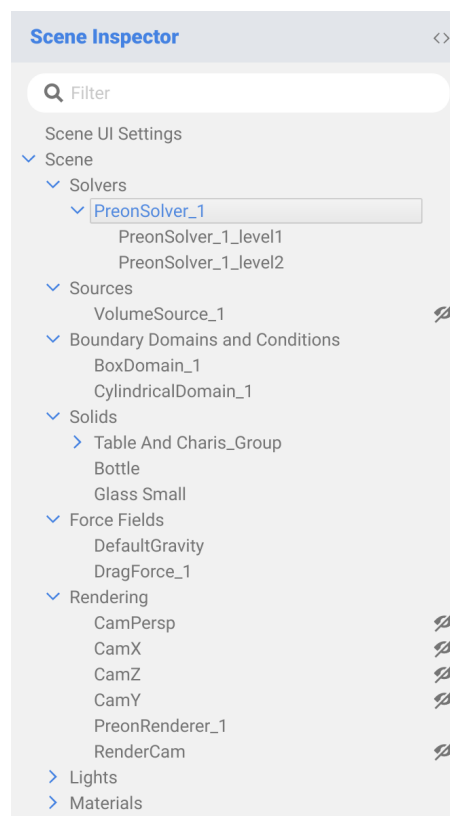 Scene Inspector
Filter
Scene UI Settings
Scene
Solvers
PreonSolver_1
PreonSolver_1_level1
PreonSolver_1_level2
Sources
VolumeSource_1
Boundary Domains and Conditions
BoxDomain_1
CylindricalDomain_1
Solids
Table And Charis_Group
Bottle
Glass Small
Force Fields
DefaultGravity
DragForce_1
Rendering
CamPersp
CamX
CamZ
CamY
PreonRenderer_1
RenderCam
Lights
Materials